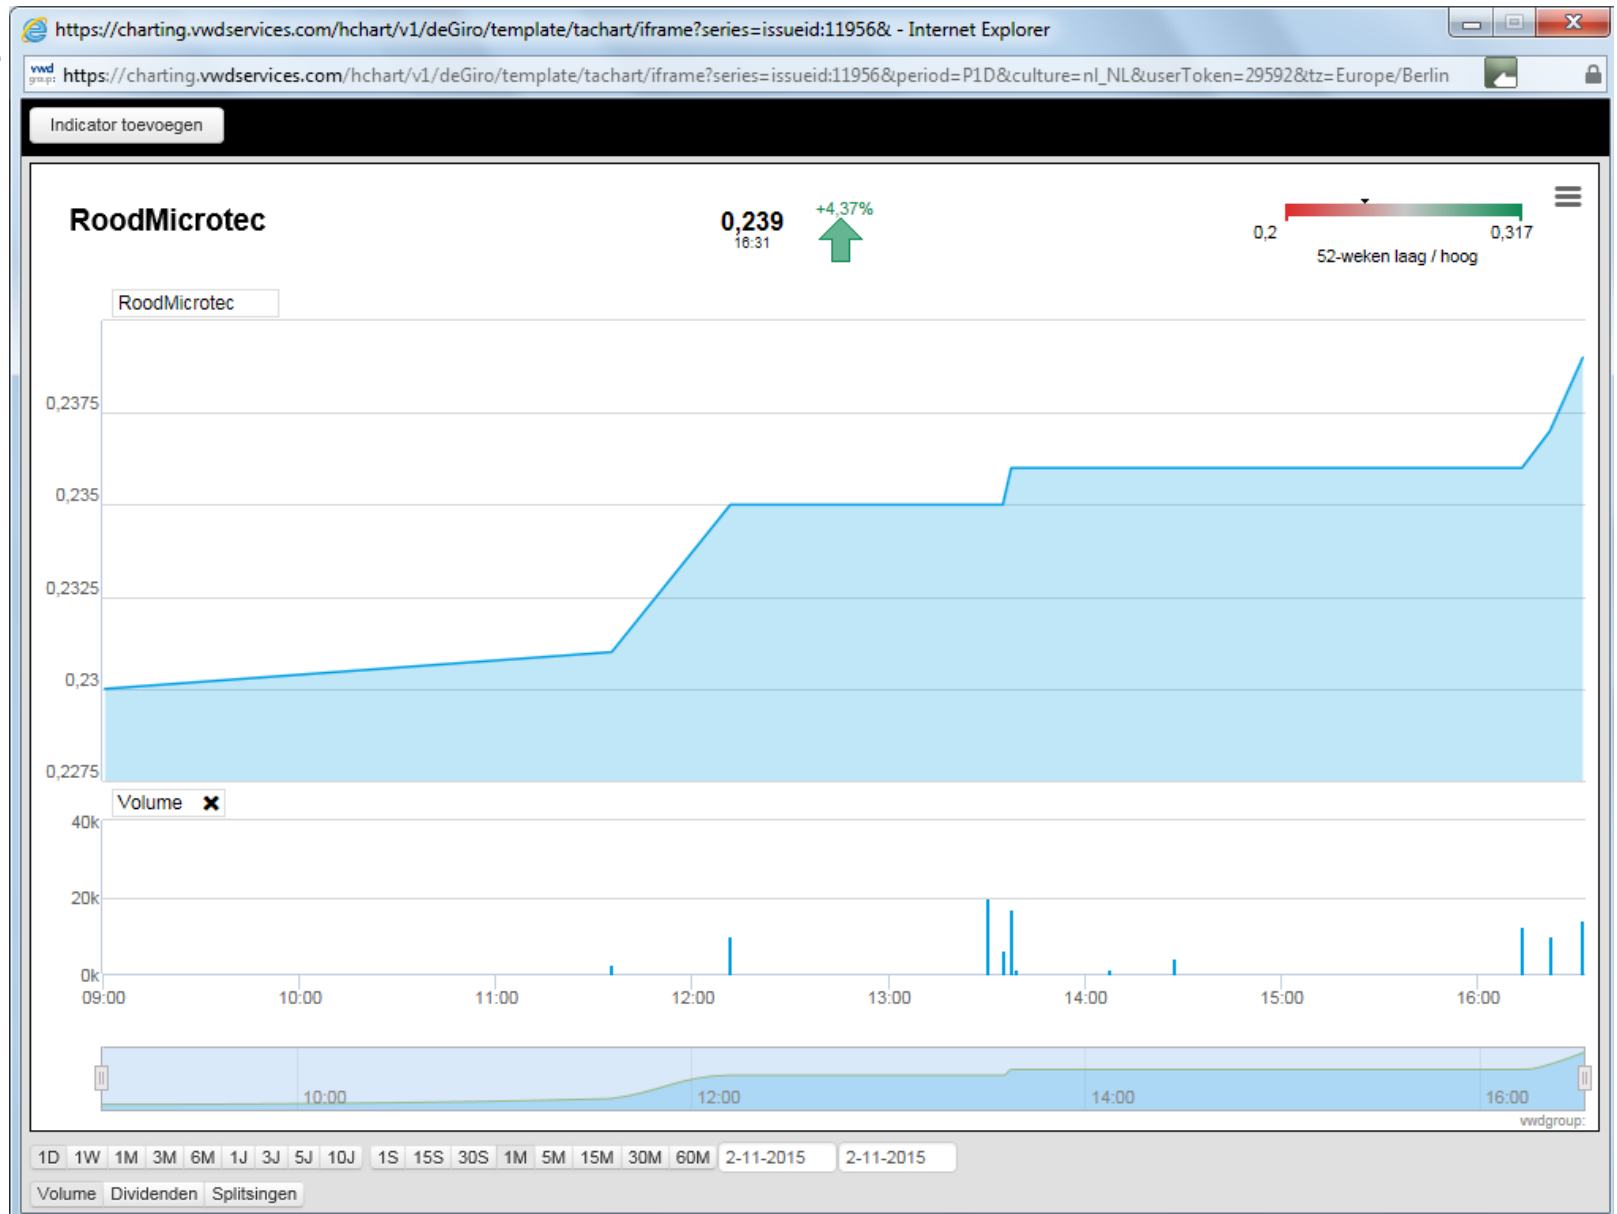 https://charting.vwdservices.com/hchart/v1/deGiro/template/tachart/iframe?series=issueid:11956& - Internet Explorer
vwd group: https://charting.vwdservices.com/hchart/v1/deGiro/template/tachart/iframe?series=issueid:11956&period=P1D&culture=nl_NL&userToken=29592&tz=Europe/Berlin
Indicator toevoegen
RoodMicrotec
0,239
16:31
+4,37%
0,2 0,317
52-weken laag / hoog
RoodMicrotec
0,2375
0,235
0,2325
0,23
0,2275
Volume
40k
20k
0k
09:00 10:00 11:00 12:00 13:00 14:00 15:00 16:00
10:00 12:00 14:00 16:00
vwdgroup:
1D 1W 1M 3M 6M 1J 3J 5J 10J 1S 15S 30S 1M 5M 15M 30M 60M 2-11-2015 2-11-2015
Volume Dividenden Splitsingen